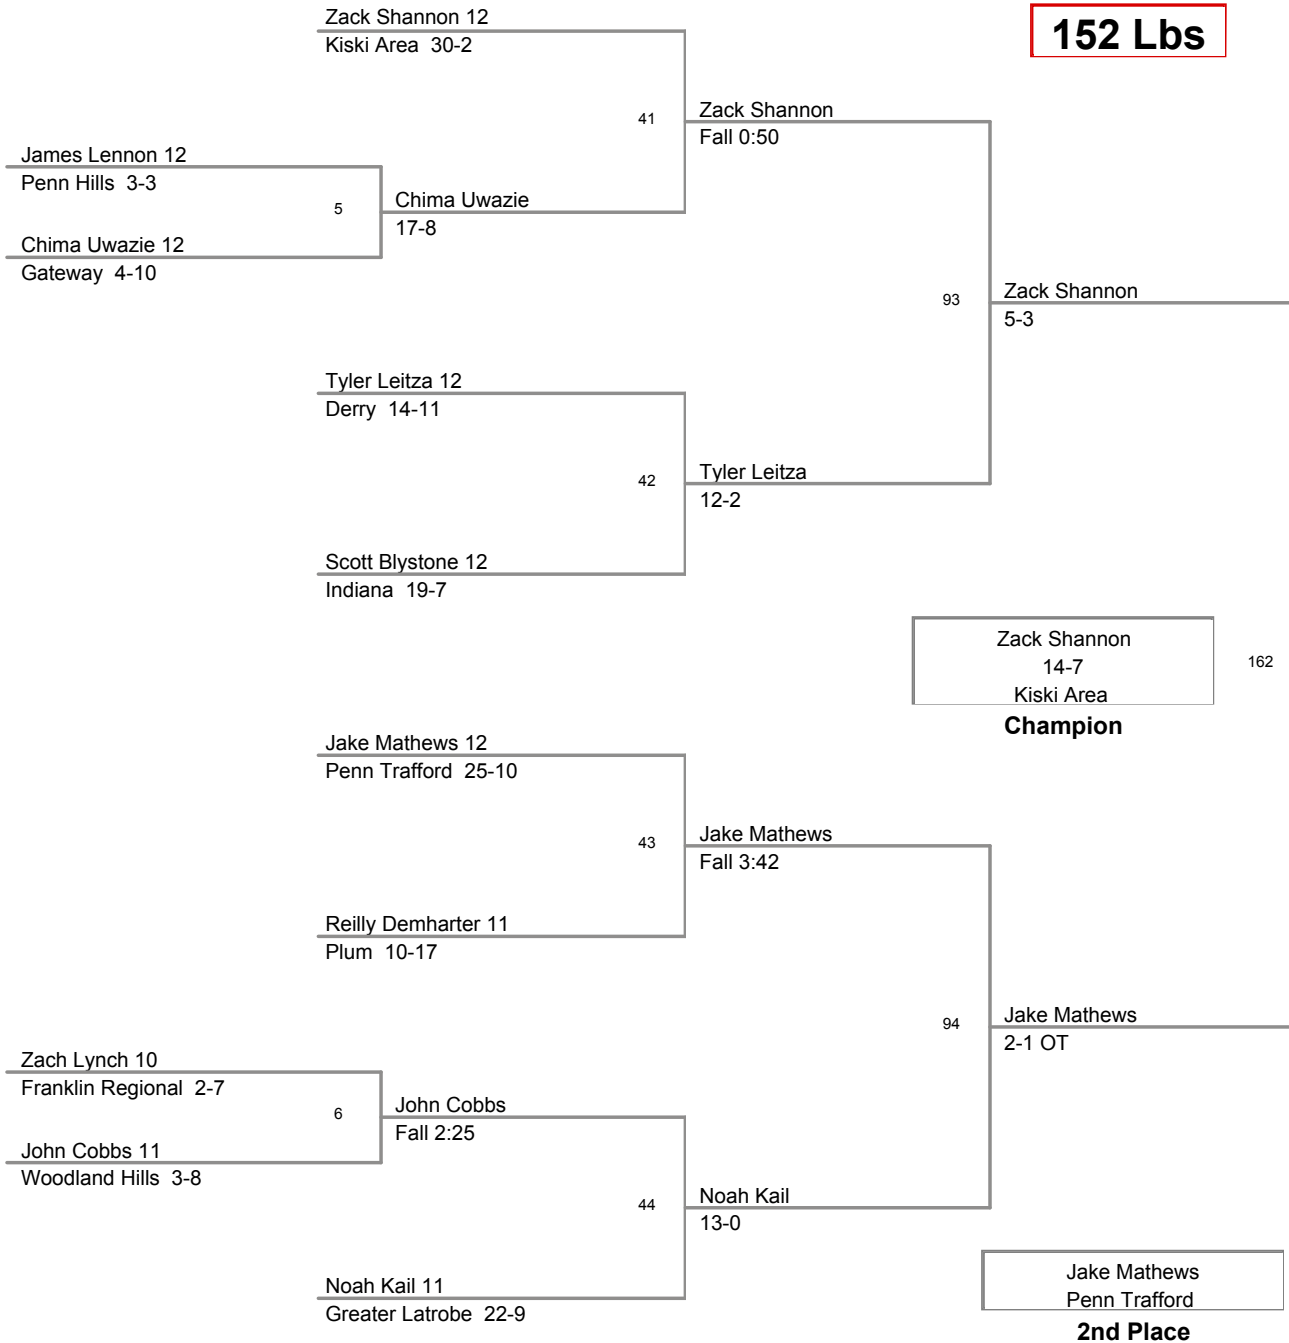 Zack Shannon 12
Kiski Area 30-2
152 Lbs
41
Zack Shannon
Fall 0:50
James Lennon 12
Penn Hills 3-3
5
Chima Uwazie
17-8
Chima Uwazie 12
Gateway 4-10
93
Zack Shannon
5-3
Tyler Leitza 12
Derry 14-11
42
Tyler Leitza
12-2
Scott Blystone 12
Indiana 19-7
Zack Shannon
14-7
Kiski Area
162
Champion
Jake Mathews 12
Penn Trafford 25-10
43
Jake Mathews
Fall 3:42
Reilly Demharter 11
Plum 10-17
94
Jake Mathews
2-1 OT
Zach Lynch 10
Franklin Regional 2-7
6
John Cobbs
Fall 2:25
John Cobbs 11
Woodland Hills 3-8
44
Noah Kail
13-0
Noah Kail 11
Greater Latrobe 22-9
Jake Mathews
Penn Trafford
2nd Place